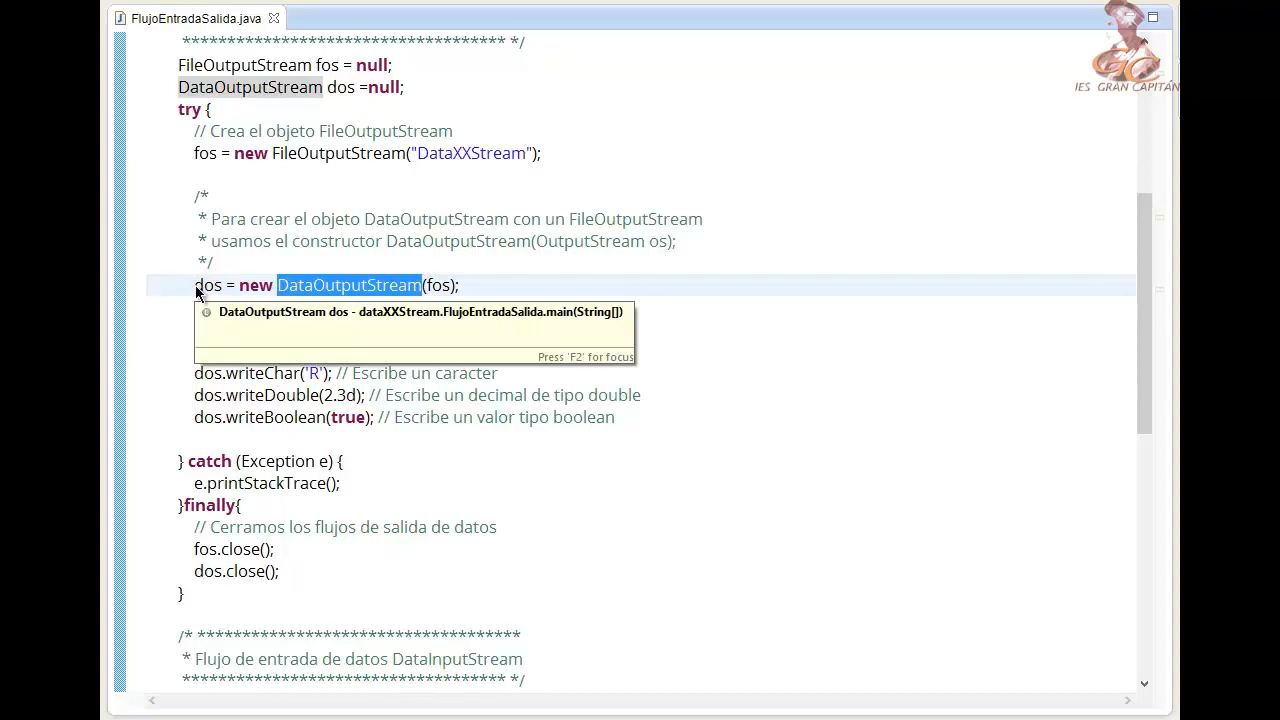 FlujoEntradaSalida.java
********************************** */
FileOutputStream fos = null;
DataOutputStream dos =null;
try {
// Crea el objeto FileOutputStream
fos = new FileOutputStream("DataXXStream");
/*
* Para crear el objeto DataOutputStream con un FileOutputStream
* usamos el constructor DataOutputStream(OutputStream os);
*/
dos = new DataOutputStream(fos);
DataOutputStream dos - dataXXStream.FlujoEntradaSalida.main(String[])
Press 'F2' for focus
dos.writeChar('R'); // Escribe un caracter
dos.writeDouble(2.3d); // Escribe un decimal de tipo double
dos.writeBoolean(true); // Escribe un valor tipo boolean
} catch (Exception e) {
e.printStackTrace();
}finally{
// Cerramos los flujos de salida de datos
fos.close();
dos.close();
}
/* ************************************
* Flujo de entrada de datos DataInputStream
********************************** */
GC
IES GRAN CAPITÁN